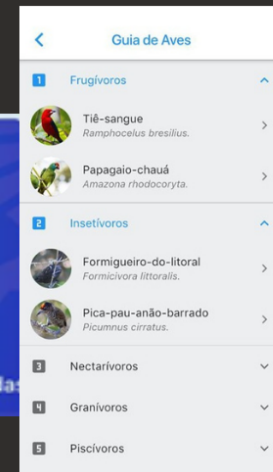 Guia de Aves
1 Frugívoros
Tiê-sangue
Ramphocelus bresilius.
Papagaio-chauá
Amazona rhodocoryta.
2 Insetívoros
Formigueiro-do-litoral
Formicivora littoralis.
Pica-pau-anão-barrado
Picumnus cirratus.
3 Nectarívoros
4 Granívoros
5 Piscívoros